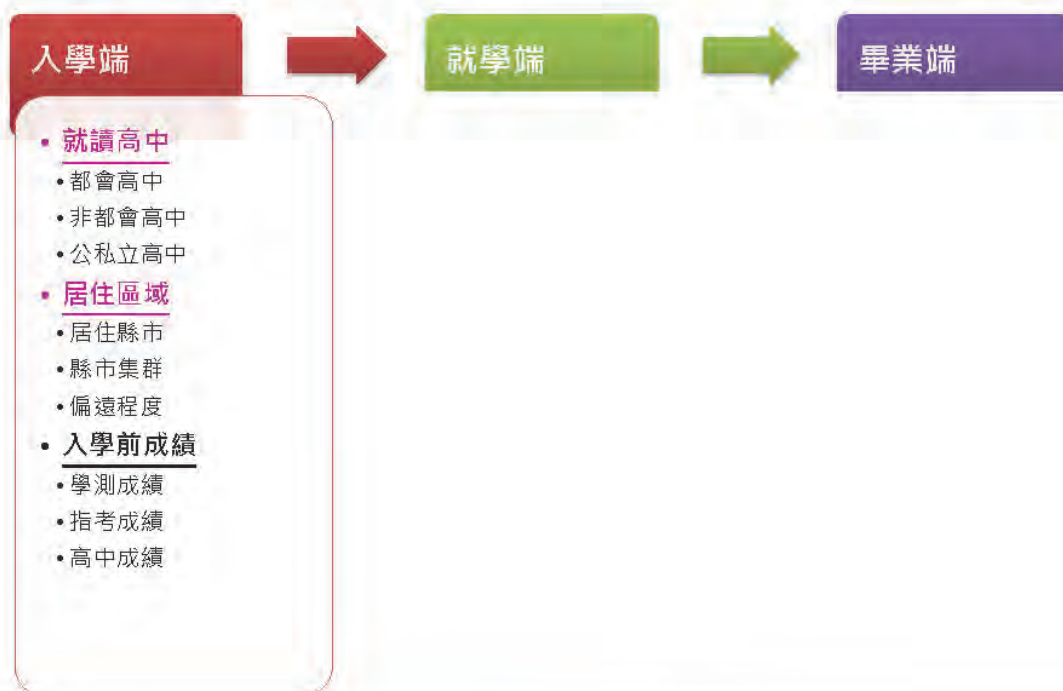 入學端
就學端
畢業端
• 就讀高中
•都會高中
•非都會高中
•公私立高中
• 居住區域
•居住縣市
•縣市集群
•偏遠程度
• 入學前成績
•學測成績
•指考成績
•高中成績